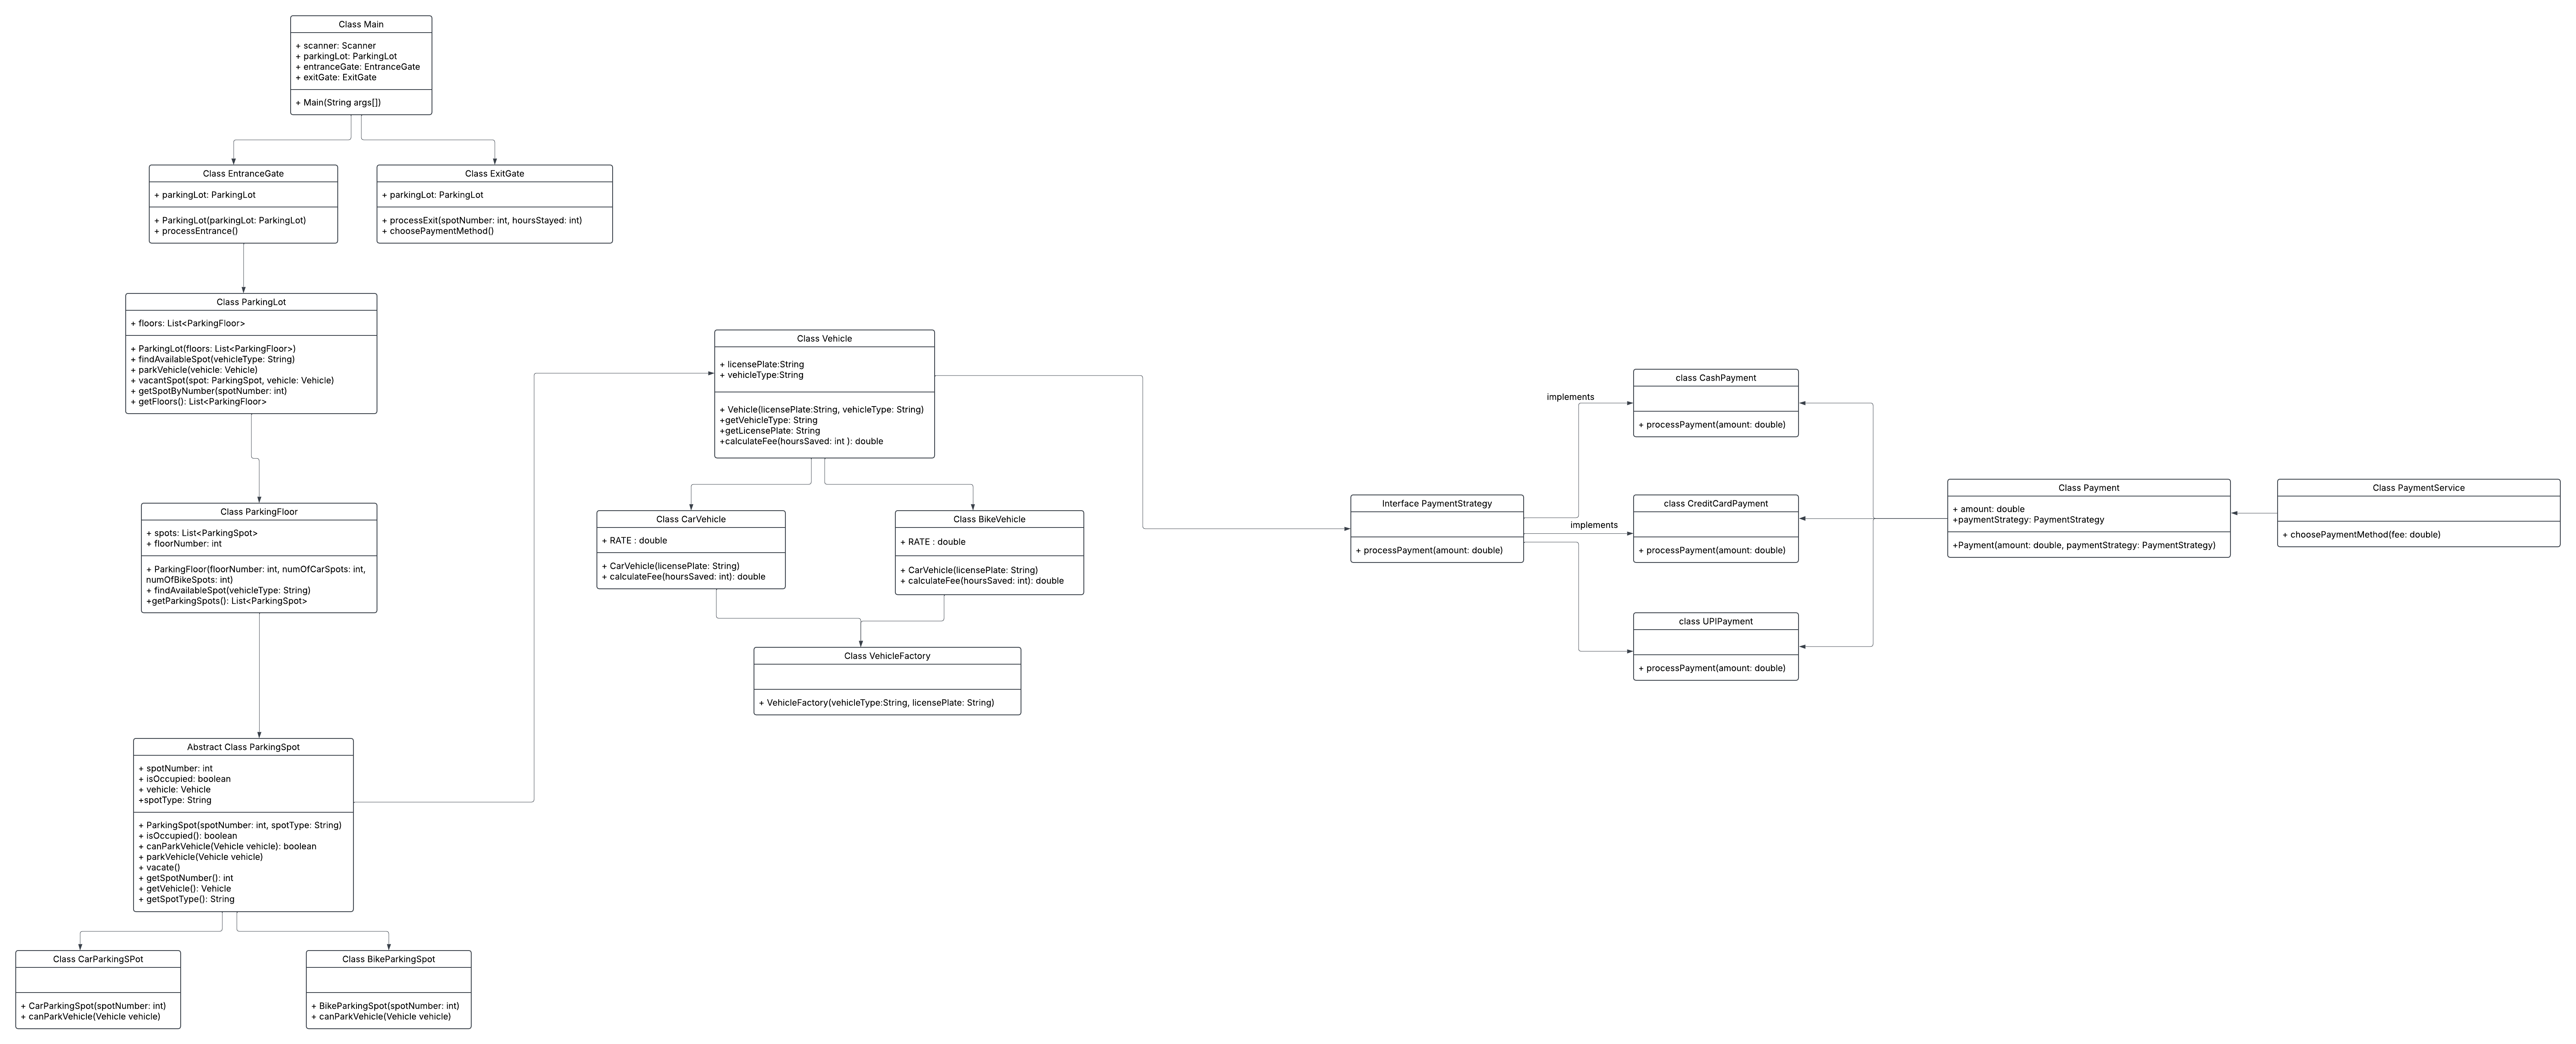 Class Main
+ scanner: Scanner
+ parkingLot: ParkingLot
+ entranceGate: EntranceGate
+ exitGate: ExitGate
+ Main(String args[])
Class EntranceGate
+ parkingLot: ParkingLot
+ ParkingLot(parkingLot: ParkingLot)
+ processEntrance()
Class ExitGate
+ parkingLot: ParkingLot
+ processExit(spotNumber: int, hoursStayed: int)
+ choosePaymentMethod()
Class ParkingLot
+ floors: List<ParkingFloor>
+ ParkingLot(floors: List<ParkingFloor>)
+ findAvailableSpot(vehicleType: String)
+ parkVehicle(vehicle: Vehicle)
+ vacantSpot(spot: ParkingSpot, vehicle: Vehicle)
+ getSpotByNumber(spotNumber: int)
+ getFloors(): List<ParkingFloor>
Class ParkingFloor
+ spots: List<ParkingSpot>
+ floorNumber: int
+ ParkingFloor(floorNumber: int, numOfCarSpots: int,
numOfBikeSpots: int)
+ findAvailableSpot(vehicleType: String)
+getParkingSpots(): List<ParkingSpot>
Abstract Class ParkingSpot
+ spotNumber: int
+ isOccupied: boolean
+ vehicle: Vehicle
+spotType: String
+ ParkingSpot(spotNumber: int, spotType: String)
+ isOccupied(): boolean
+ canParkVehicle(Vehicle vehicle): boolean
+ parkVehicle(Vehicle vehicle)
+ vacate()
+ getSpotNumber(): int
+ getVehicle(): Vehicle
+ getSpotType(): String
Class CarParkingSPot
+ CarParkingSpot(spotNumber: int)
+ canParkVehicle(Vehicle vehicle)
Class BikeParkingSpot
+ BikeParkingSpot(spotNumber: int)
+ canParkVehicle(Vehicle vehicle)
Class Vehicle
+ licensePlate:String
+ vehicleType:String
+ Vehicle(licensePlate:String, vehicleType: String)
+getVehicleType: String
+getLicensePlate: String
+calculateFee(hoursSaved: int ): double
Class CarVehicle
+ RATE : double
+ CarVehicle(licensePlate: String)
+ calculateFee(hoursSaved: int): double
Class BikeVehicle
+ RATE : double
+ CarVehicle(licensePlate: String)
+ calculateFee(hoursSaved: int): double
Class VehicleFactory
+ VehicleFactory(vehicleType:String, licensePlate: String)
Interface PaymentStrategy
+ processPayment(amount: double)
implements
implements
class CashPayment
+ processPayment(amount: double)
class CreditCardPayment
+ processPayment(amount: double)
class UPIPayment
+ processPayment(amount: double)
Class Payment
+ amount: double
+paymentStrategy: PaymentStrategy
+Payment(amount: double, paymentStrategy: PaymentStrategy)
Class PaymentService
+ choosePaymentMethod(fee: double)